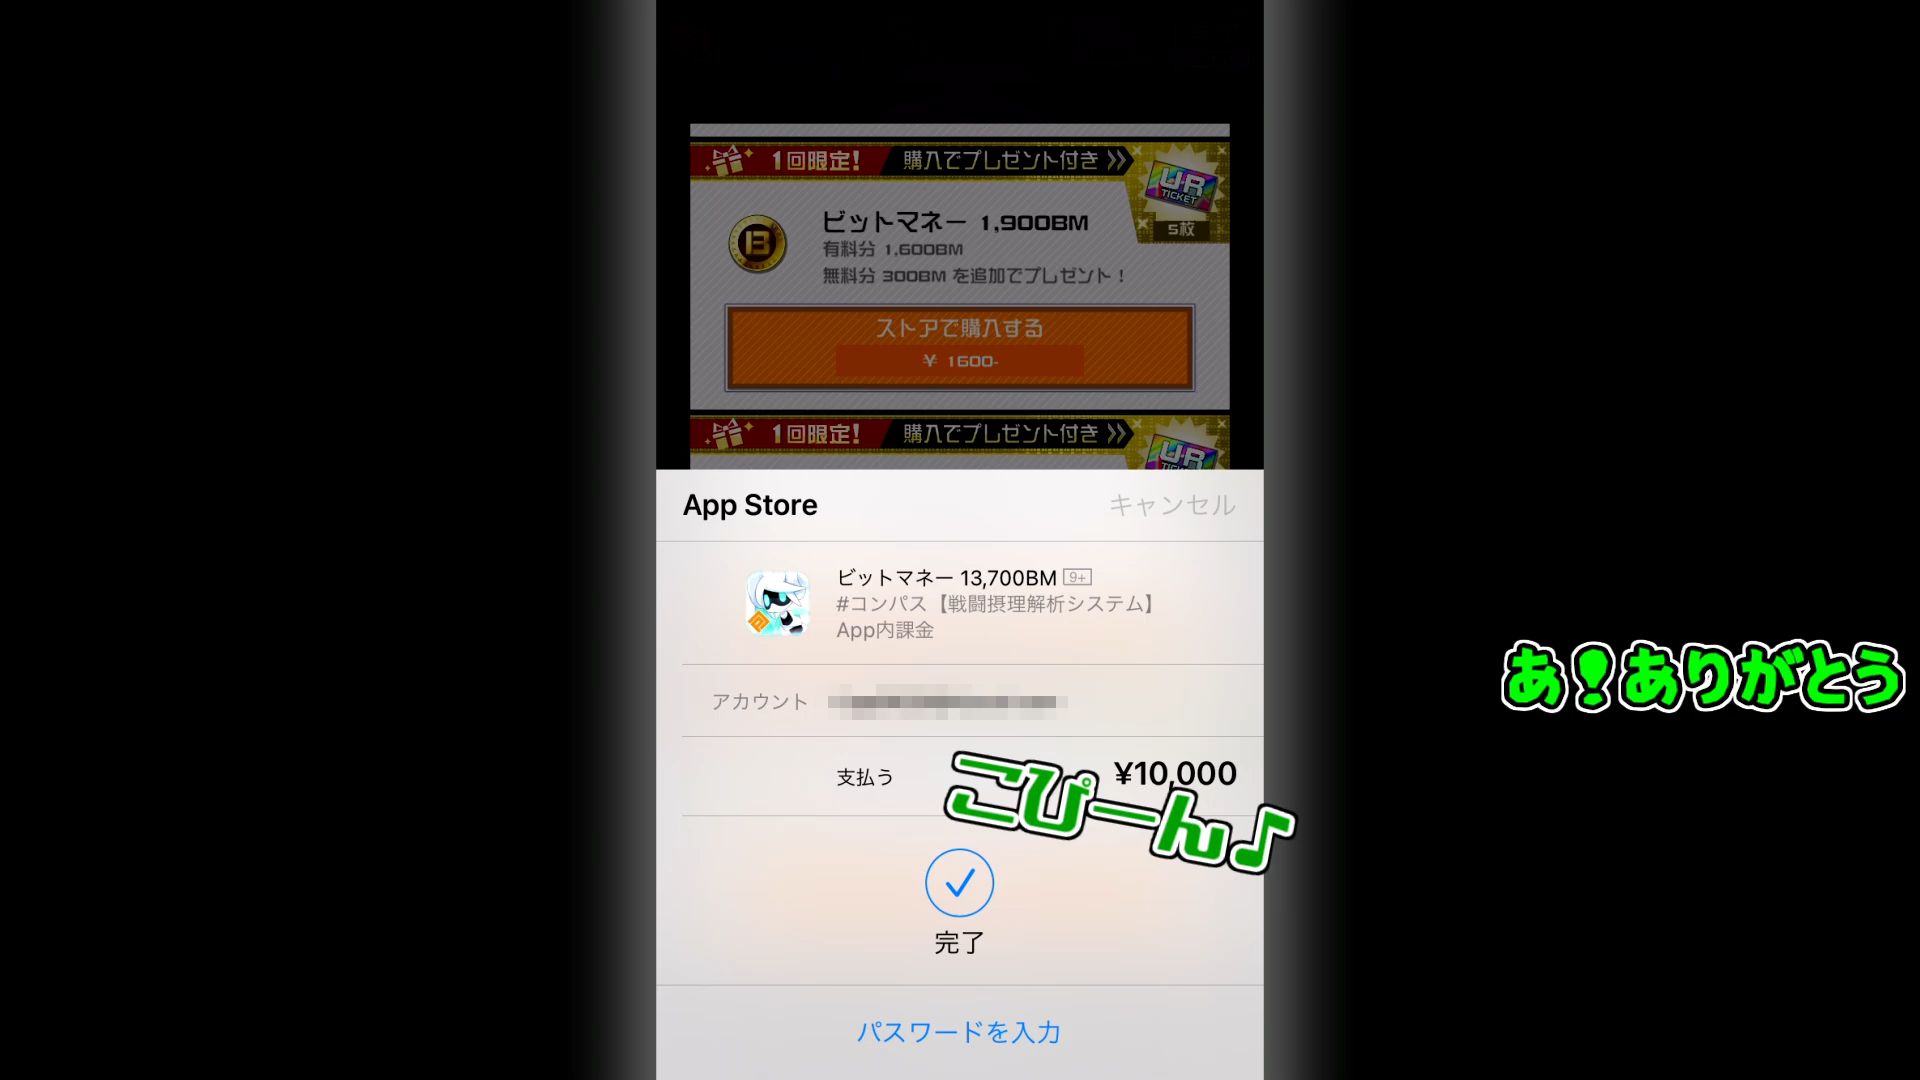 1回限定! 購入でプレゼント付き
UR
TICKET
5枚
ビットマネー 1,900BM
有料分 1,600BM
無料分 300BM を追加でプレゼント！
ストアで購入する
¥ 1600-
1回限定! 購入でプレゼント付き
UR
App Store キャンセル
ビットマネー 13,700BM 9+
#コンパス【戦闘摂理解析システム】
App内課金
あ！ありがとう
アカウント
支払う ¥10,000
こぴーん♪
完了
パスワードを入力